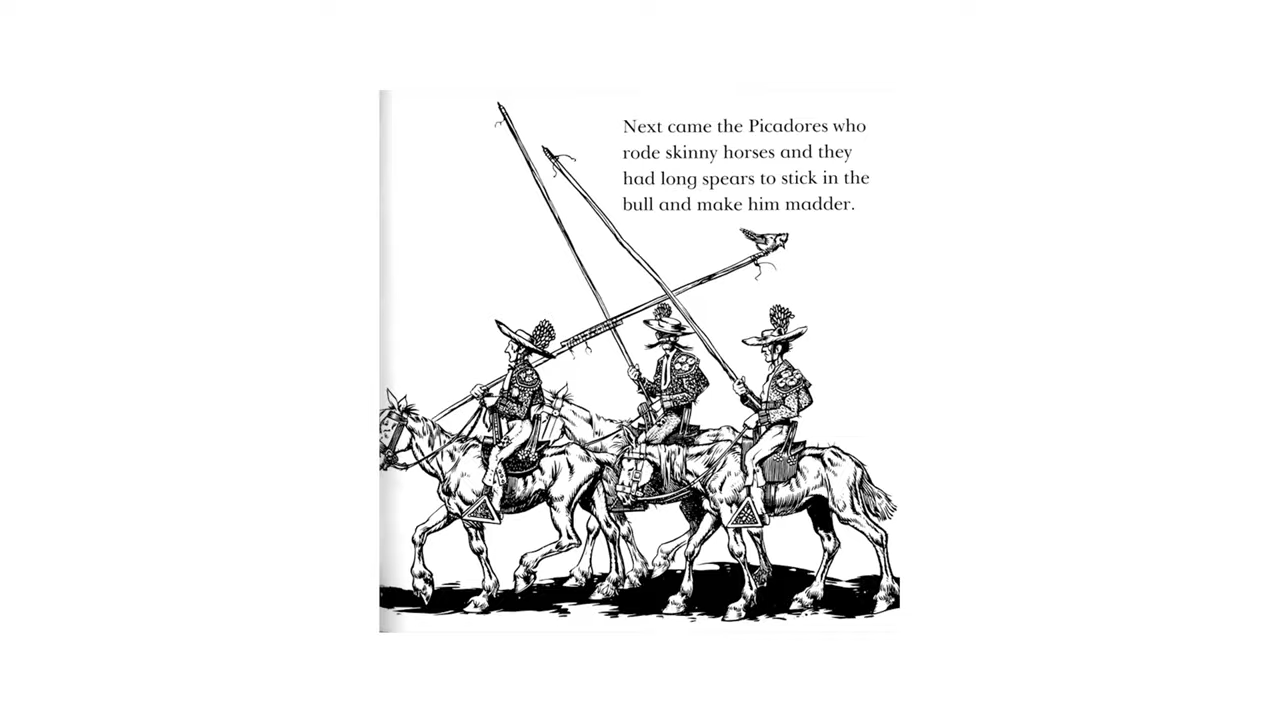 Next came the Picadores who
rode skinny horses and they
had long spears to stick in the
bull and make him madder.